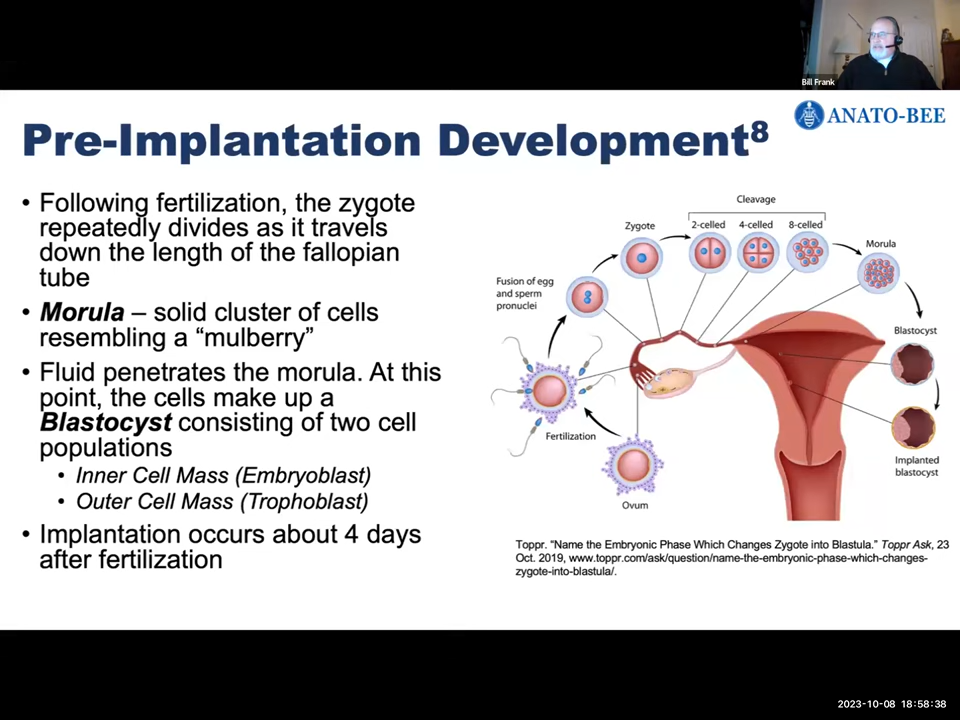 Bill Frank
ANATO-BEE
Pre-Implantation Development8
• Following fertilization, the zygote
repeatedly divides as it travels
down the length of the fallopian
tube
• Morula – solid cluster of cells
resembling a “mulberry”
• Fluid penetrates the morula. At this
point, the cells make up a
Blastocyst consisting of two cell
populations
• Inner Cell Mass (Embryoblast)
• Outer Cell Mass (Trophoblast)
• Implantation occurs about 4 days
after fertilization
Cleavage
Zygote
2-celled 4-celled 8-celled
Morula
Fusion of egg
and sperm
pronuclei
Blastocyst
Fertilization
Implanted
blastocyst
Ovum
Toppr. “Name the Embryonic Phase Which Changes Zygote into Blastula.” Toppr Ask, 23
Oct. 2019, www.toppr.com/ask/question/name-the-embryonic-phase-which-changes-
zygote-into-blastula/.
2023-10-08 18:58:38